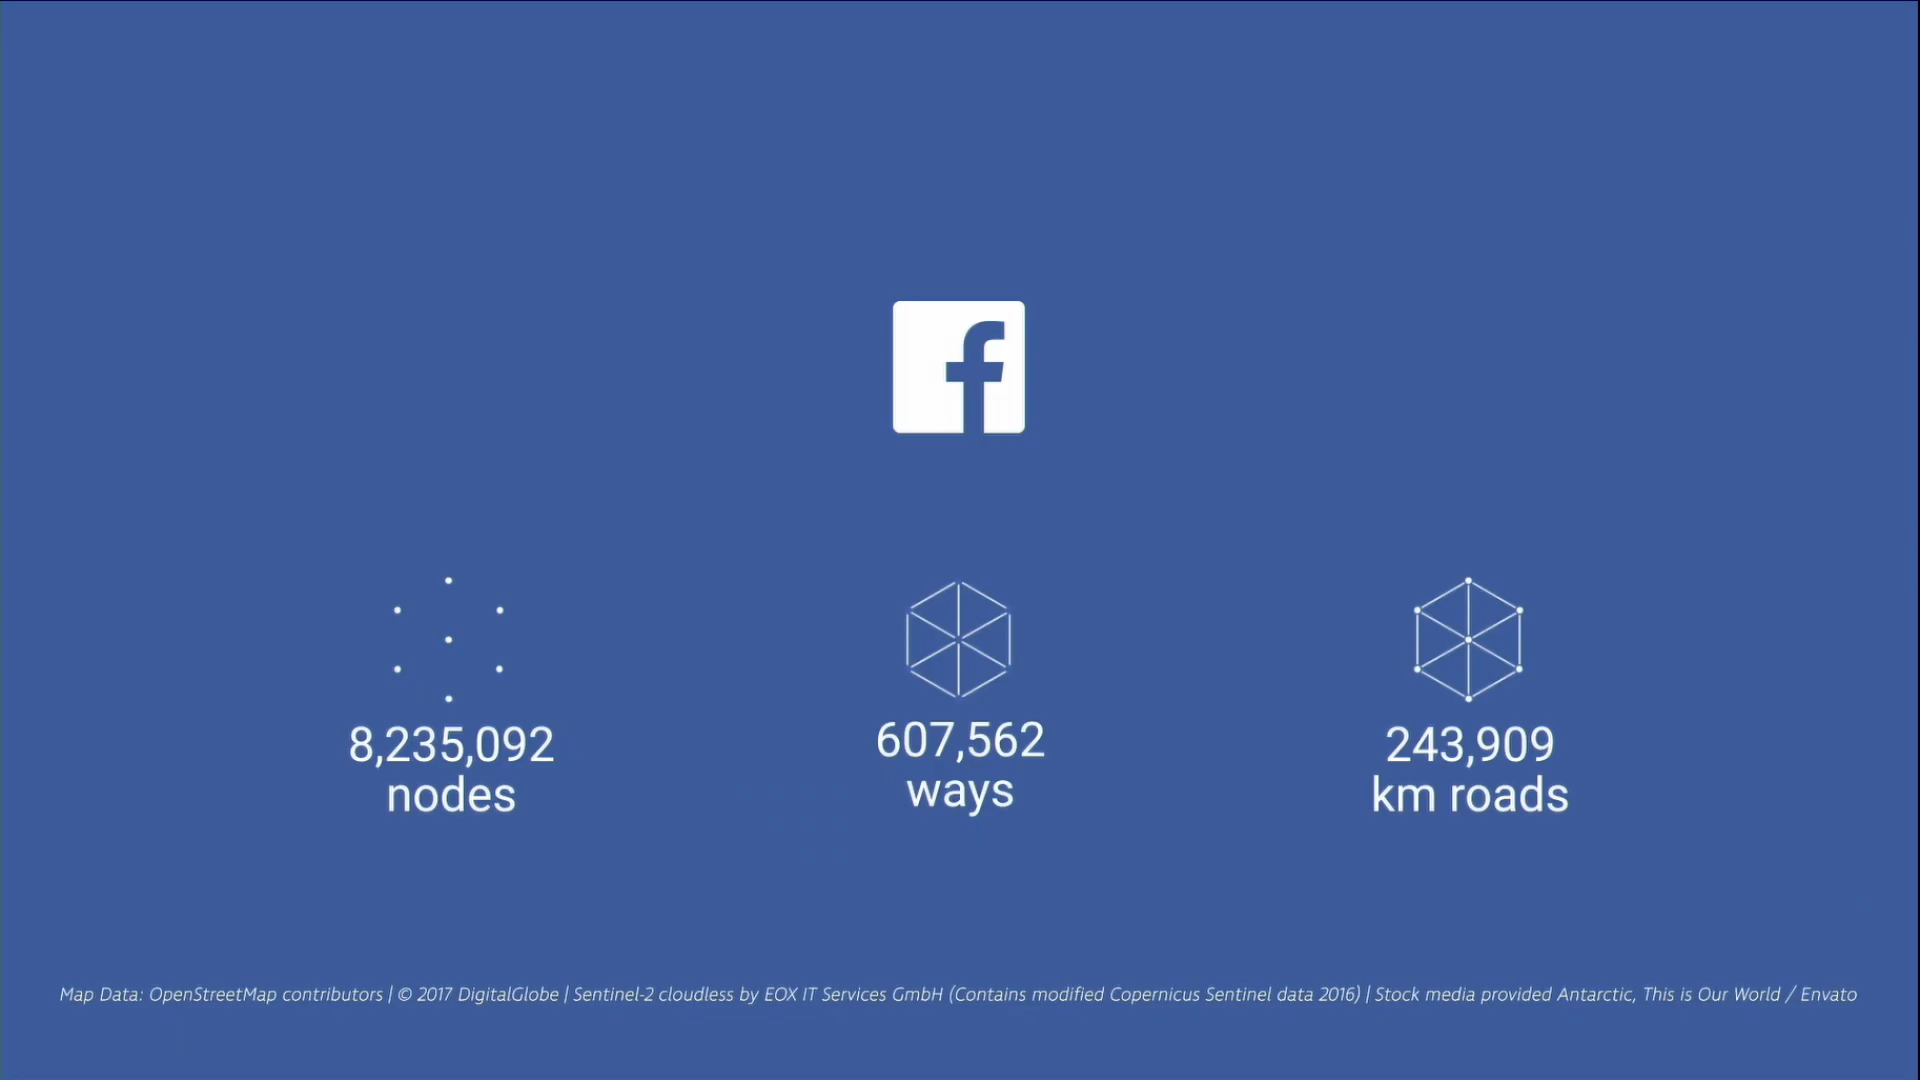 f
8,235,092
nodes
607,562
ways
243,909
km roads
Map Data: OpenStreetMap contributors | © 2017 DigitalGlobe | Sentinel-2 cloudless by EOX IT Services GmbH (Contains modified Copernicus Sentinel data 2016) | Stock media provided Antarctic, This is Our World / Envato